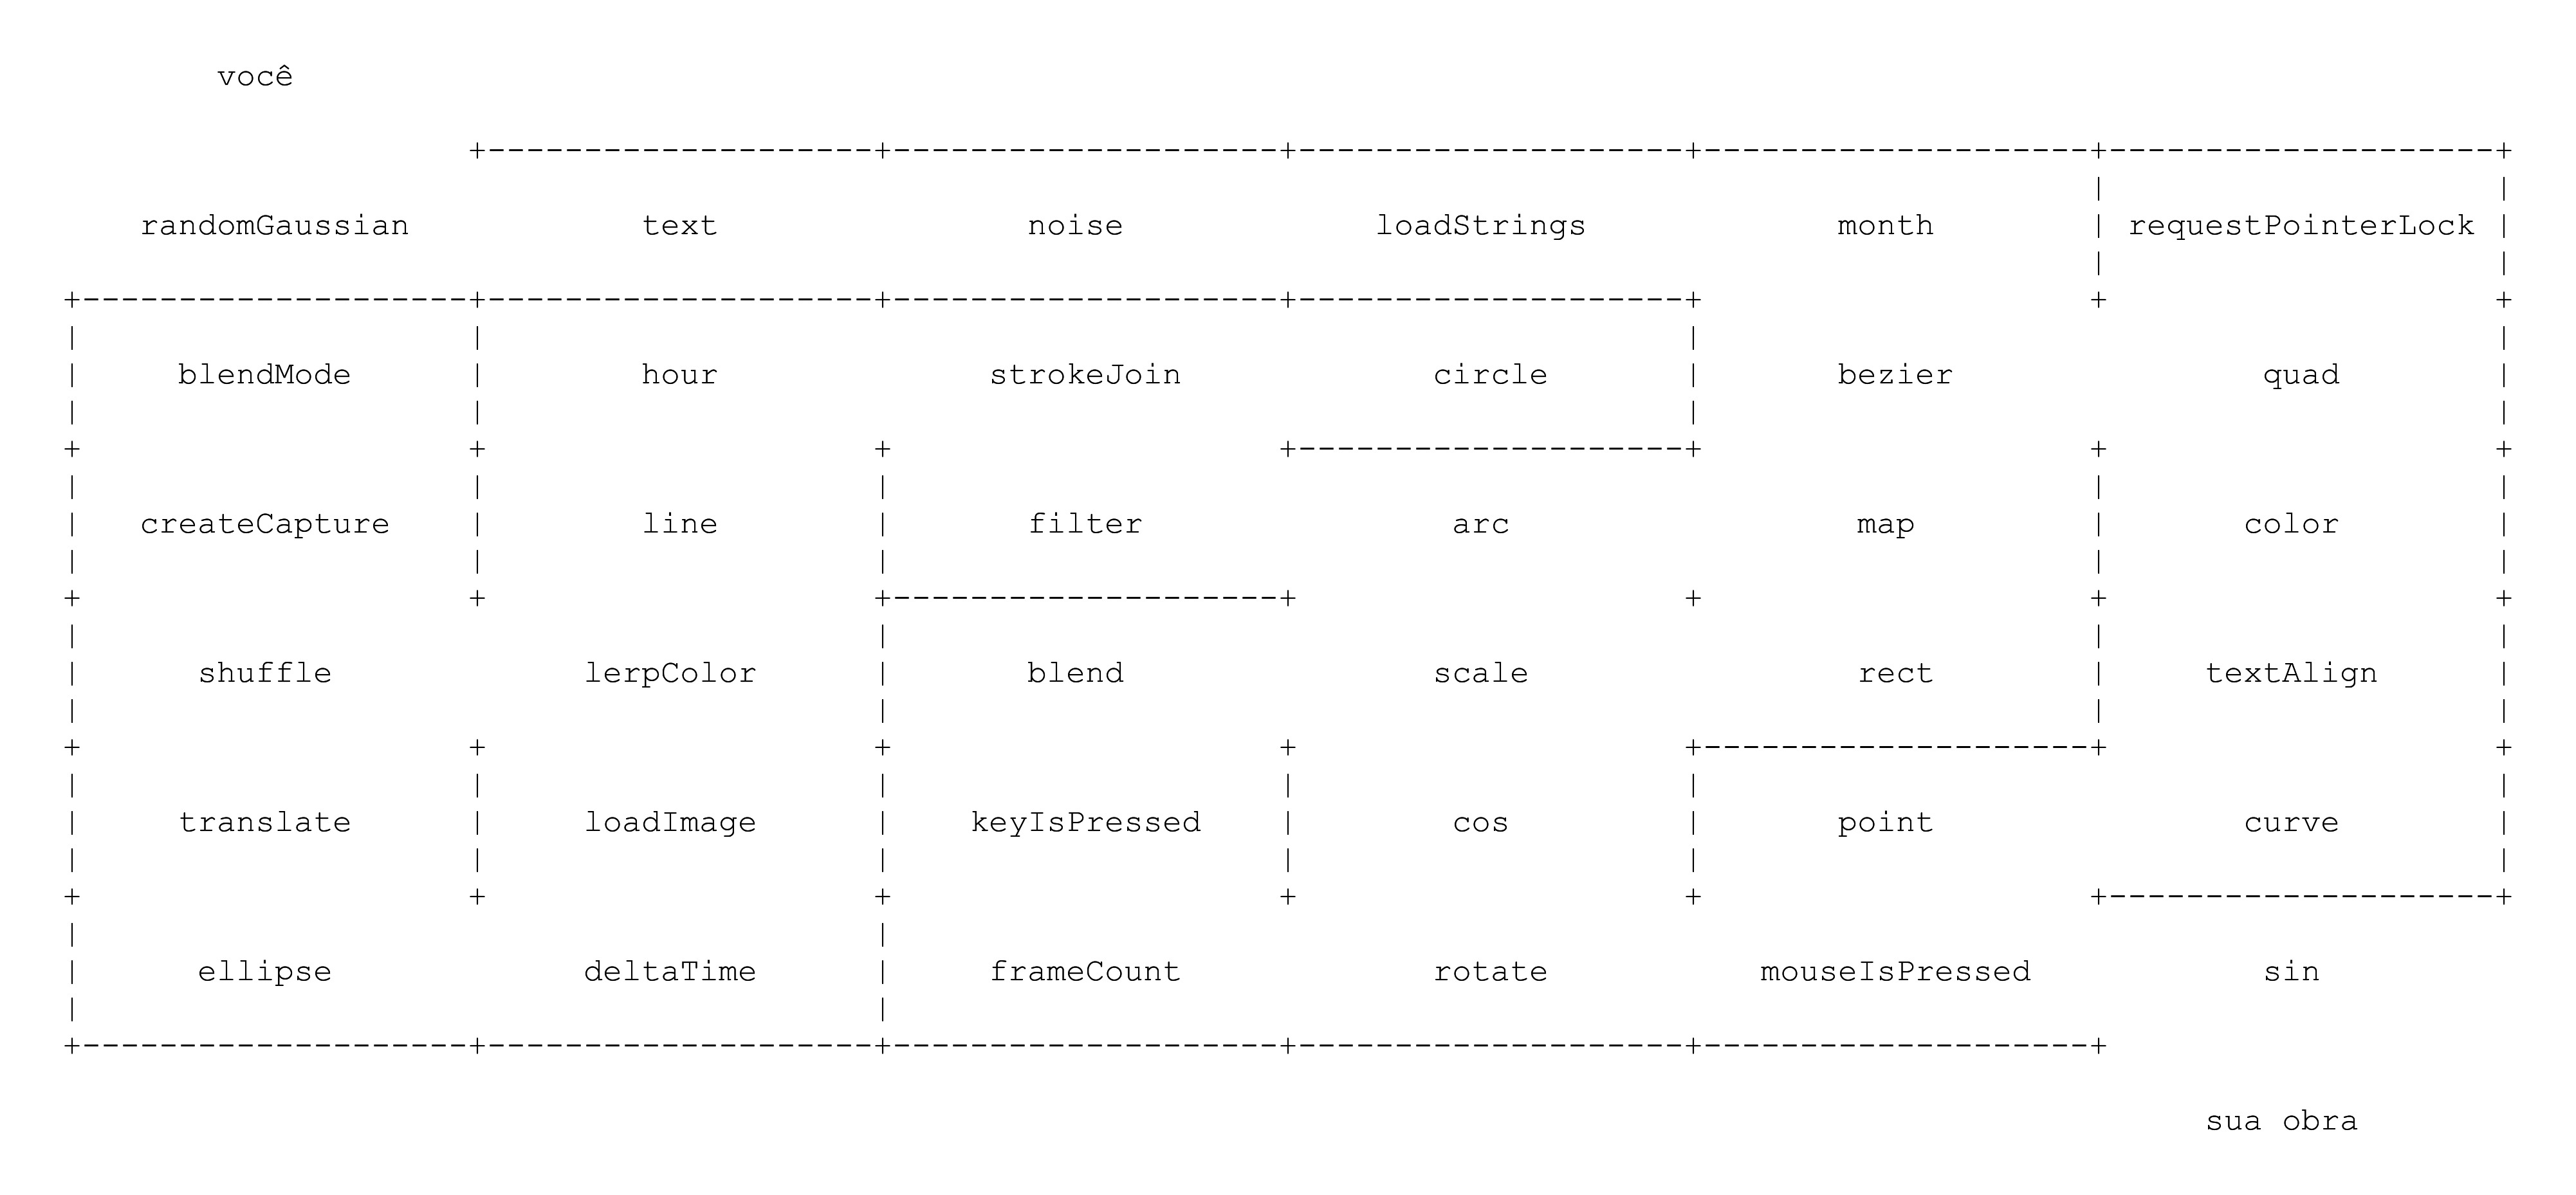 você
randomGaussian text noise loadStrings month requestPointerLock
blendMode hour strokeJoin circle bezier quad
createCapture line filter arc map color
shuffle lerpColor blend scale rect textAlign
translate loadImage keyIsPressed cos point curve
ellipse deltaTime frameCount rotate mouseIsPressed sin
sua obra